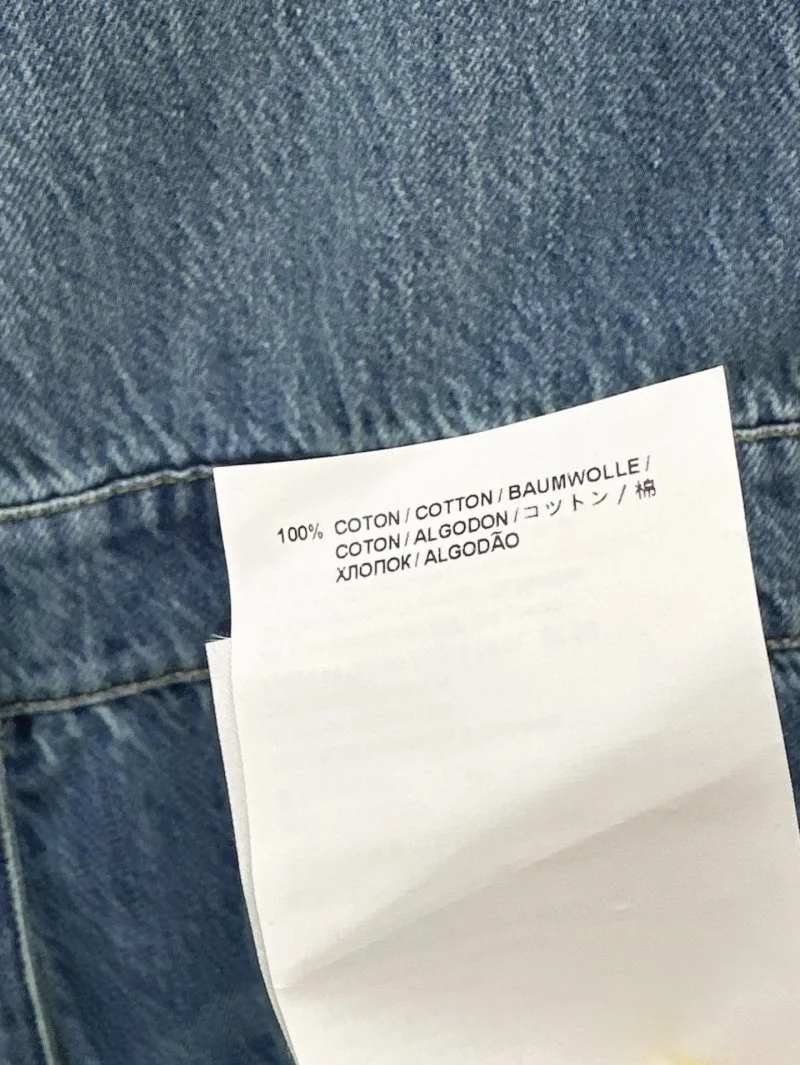 100% COTON / COTTON / BAUMWOLLE /
COTON / ALGODON / コットン / 棉
ХЛОПОК / ALGODÃO